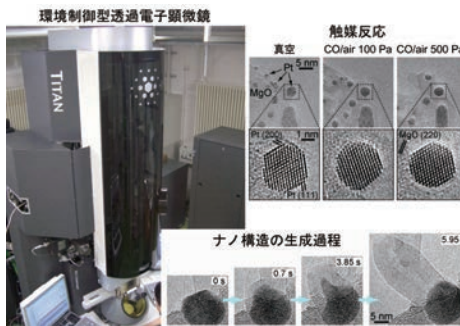 環境制御型透過電子顕微鏡
TITAN
触媒反応
真空
CO/air 100 Pa
CO/air 500 Pa
Pt
5 nm
MgO
Pt (200)
1 nm
Pt (111)
MgO (220)
ナノ構造の生成過程
0 s
0.7 s
3.85 s
5.95
5 nm